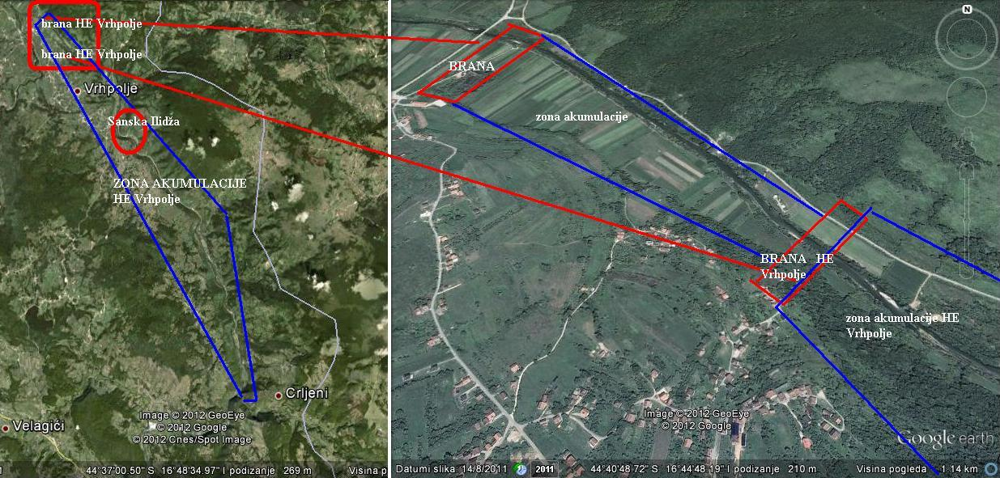 brana HE Vrhpolje
brana HE Vrhpolje
Vrhpolje
Sanska Ilidža
ZONA AKUMULACIJE
HE Vrhpolje
Crljeni
Velagići
Image © 2012 GeoEye
© 2012 Google
© 2012 Cnes/Spot Image
44°37'00.50" S 16°48'34.97" I podizanje 269 m Visina p
N
BRANA
zona akumulacije
BRANA HE
Vrhpolje
zona akumulacije HE
Vrhpolje
Image © 2012 GeoEye
© 2012 Google
Google earth
Datumi slika: 14/8/2011 2011 44°40'48.72" S 16°44'48.19" I podizanje 210 m Visina pogleda 1.14 km